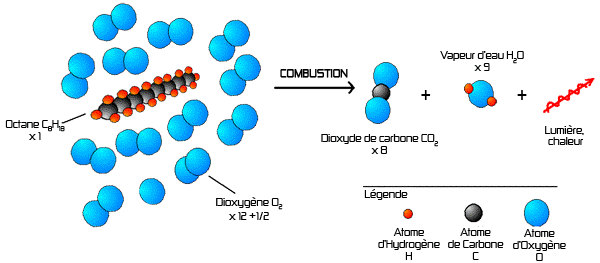 Octane C₈H₁₈
x 1
Dioxygène O₂
x 12 +1/2
COMBUSTION
Dioxyde de carbone CO₂
x 8
+
Vapeur d'eau H₂O
x 9
+
Lumière,
chaleur
Légende
Atome
d'Hydrogène
H
Atome
de Carbone
C
Atome
d'Oxygène
O